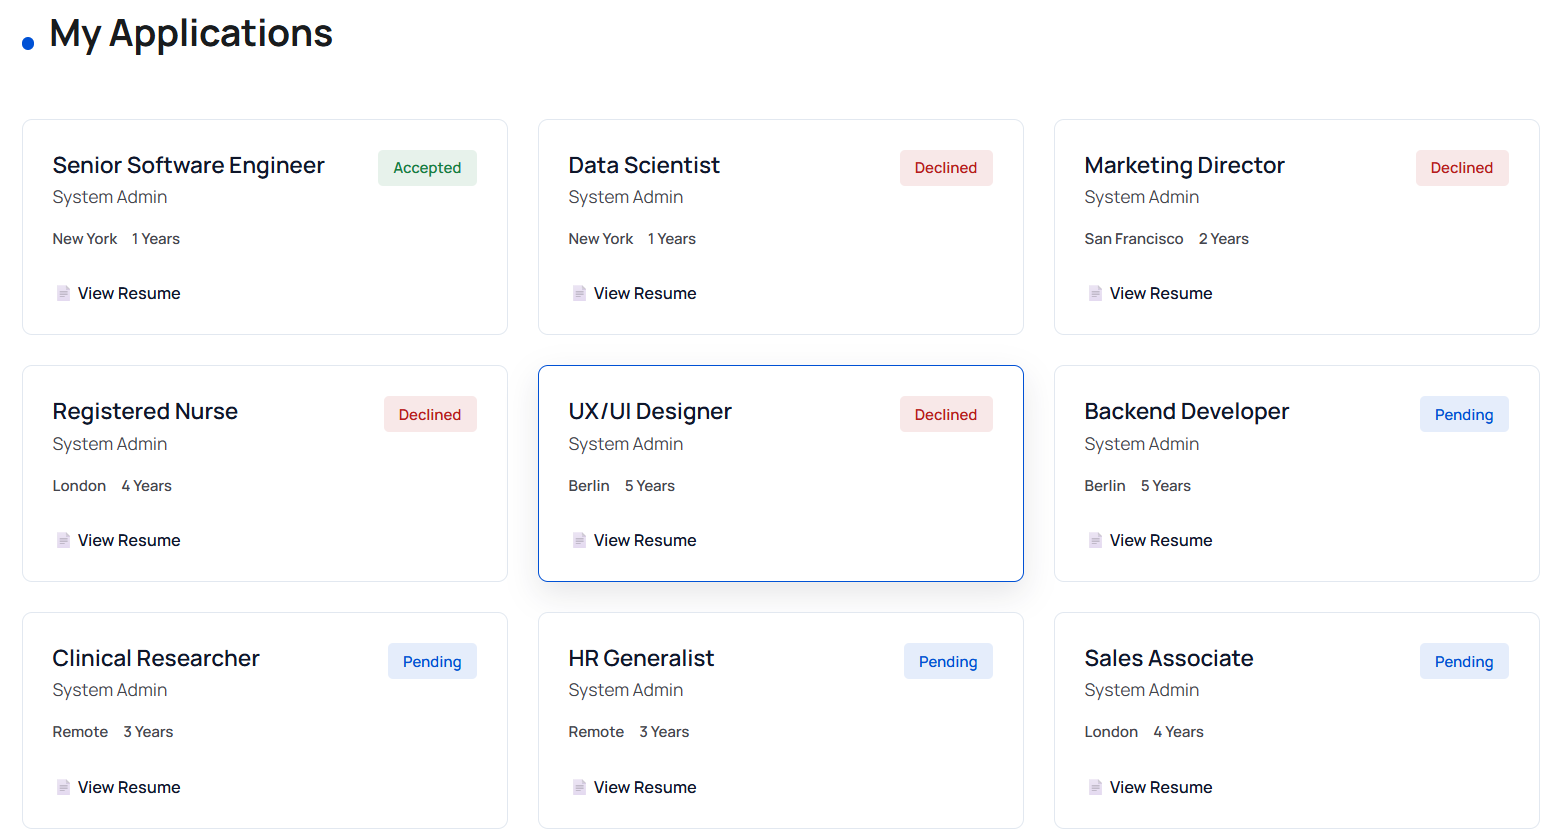 My Applications
Senior Software Engineer
Accepted
System Admin
New York 1 Years
View Resume
Data Scientist
Declined
System Admin
New York 1 Years
View Resume
Marketing Director
Declined
System Admin
San Francisco 2 Years
View Resume
Registered Nurse
Declined
System Admin
London 4 Years
View Resume
UX/UI Designer
Declined
System Admin
Berlin 5 Years
View Resume
Backend Developer
Pending
System Admin
Berlin 5 Years
View Resume
Clinical Researcher
Pending
System Admin
Remote 3 Years
View Resume
HR Generalist
Pending
System Admin
Remote 3 Years
View Resume
Sales Associate
Pending
System Admin
London 4 Years
View Resume